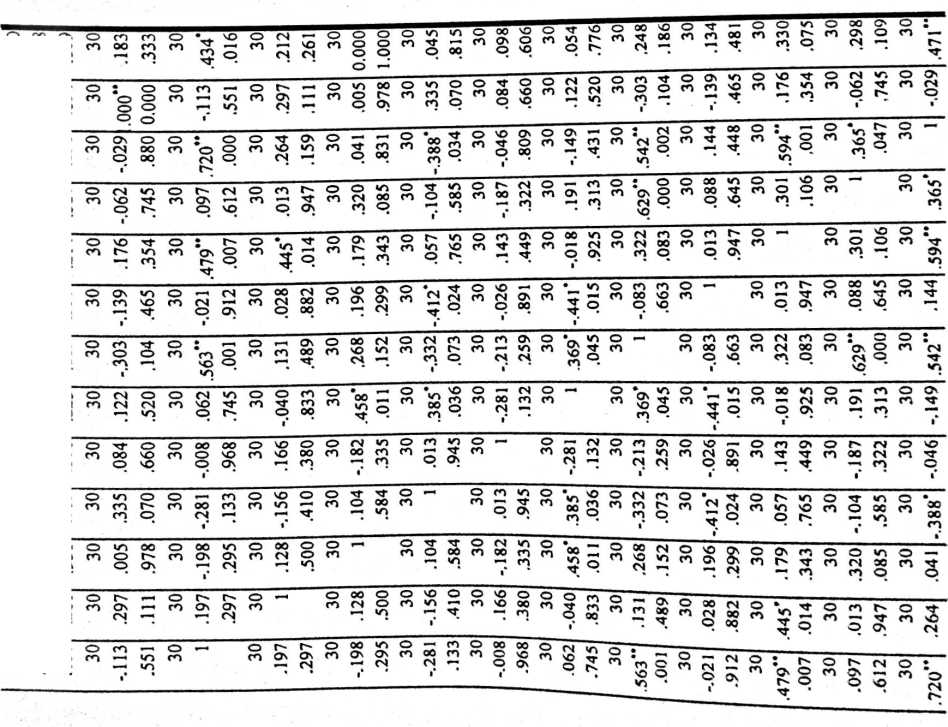 30 30 30 30 30 30 30 30 30 30 30 30 30
-.113 .297 .005 .335 .084 .122 -.303 -.139 .176 -.062 -.029 .000** .183
.551 .111 .978 .070 .660 .520 .104 .465 .354 .745 .880 0.000 .333
30 30 30 30 30 30 30 30 30 30 30 30 30
1 .197 -.198 -.281 -.008 .062 .563** -.021 .479** .097 .720** -.113 .434*
.297 .295 .133 .968 .745 .001 .912 .007 .612 .000 .551 .016
30 30 30 30 30 30 30 30 30 30 30 30 30
.197 1 .128 -.156 .166 -.040 .131 .028 .445* .013 .264 .297 .212
.297 .500 .410 .380 .833 .489 .882 .014 .947 .159 .111 .261
30 30 30 30 30 30 30 30 30 30 30 30 30
-.198 .128 1 .104 -.182 .458* .268 .196 .179 .320 .041 .005 0.000
.295 .500 .584 .335 .011 .152 .299 .343 .085 .831 .978 1.000
30 30 30 30 30 30 30 30 30 30 30 30 30
-.281 -.156 .104 1 .013 .385* -.332 -.412* .057 -.104 -.388* .335 .045
.133 .410 .584 .945 .036 .073 .024 .765 .585 .034 .070 .815
30 30 30 30 30 30 30 30 30 30 30 30 30
-.008 .166 -.182 .013 1 -.281 -.213 -.026 .143 -.187 -.046 .084 .098
.968 .380 .335 .945 .132 .259 .891 .449 .322 .809 .660 .606
30 30 30 30 30 30 30 30 30 30 30 30 30
.062 -.040 .458* .385* -.281 1 .369* -.441* -.018 .191 -.149 .122 .054
.745 .833 .011 .036 .132 .045 .015 .925 .313 .431 .520 .776
30 30 30 30 30 30 30 30 30 30 30 30 30
.563** .131 .268 -.332 -.213 .369* 1 -.083 .322 .629** .542** -.303 .248
.001 .489 .152 .073 .259 .045 .663 .083 .000 .002 .104 .186
30 30 30 30 30 30 30 30 30 30 30 30 30
-.021 .028 .196 -.412* -.026 -.441* -.083 1 .013 .088 .144 -.139 .134
.912 .882 .299 .024 .891 .015 .663 .947 .645 .448 .465 .481
30 30 30 30 30 30 30 30 30 30 30 30 30
.479** .445* .179 .057 .143 -.018 .322 .013 1 .301 .594** .176 .330
.007 .014 .343 .765 .449 .925 .083 .947 .106 .001 .354 .075
30 30 30 30 30 30 30 30 30 30 30 30 30
.097 .013 .320 -.104 -.187 .191 .629** .088 .301 1 .365* -.062 .298
.612 .947 .085 .585 .322 .313 .000 .645 .106 .047 .745 .109
30 30 30 30 30 30 30 30 30 30 30 30 30
.720** .264 .041 -.388* -.046 -.149 .542** .144 .594** .365* 1 -.029 .471**